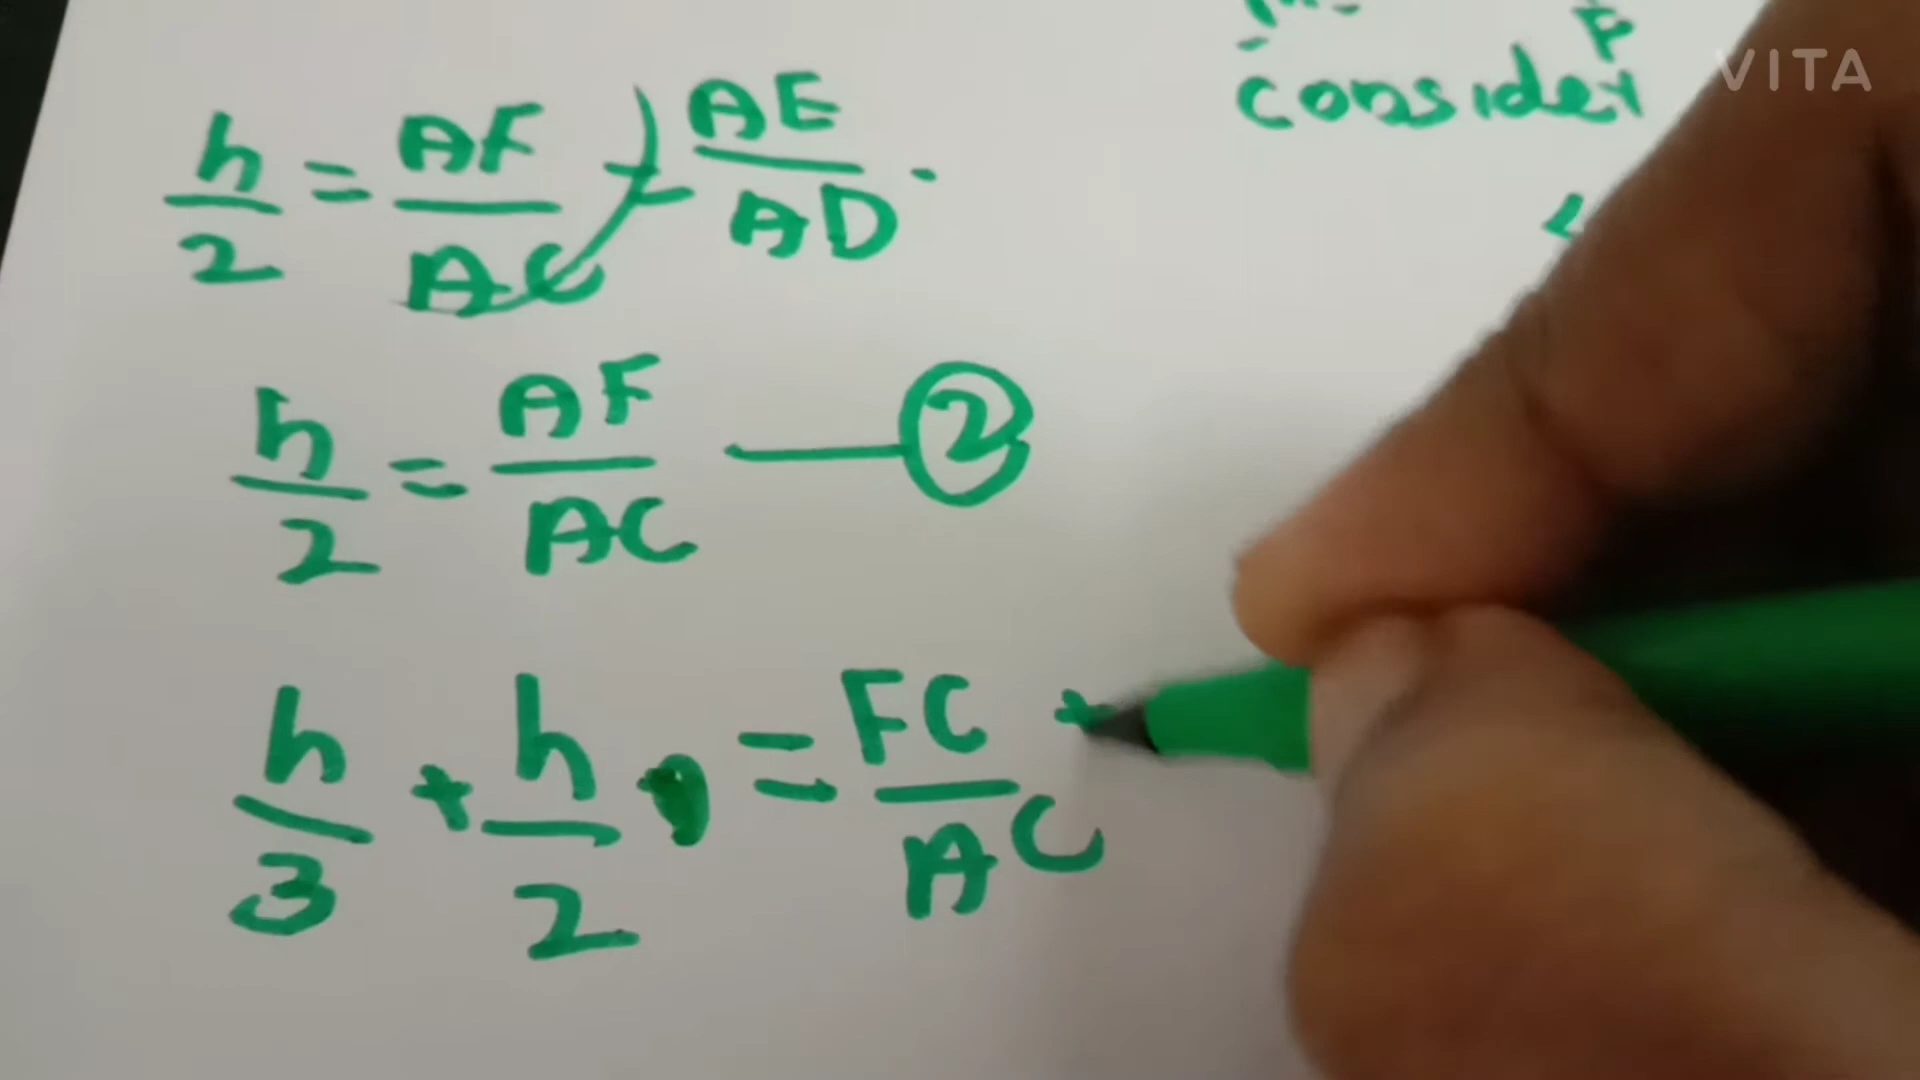 VITA
consider
h/2 = AF/AC = AE/AD .
h/2 = AF/AC — 2
h/3 + h/2 = FC/AC +